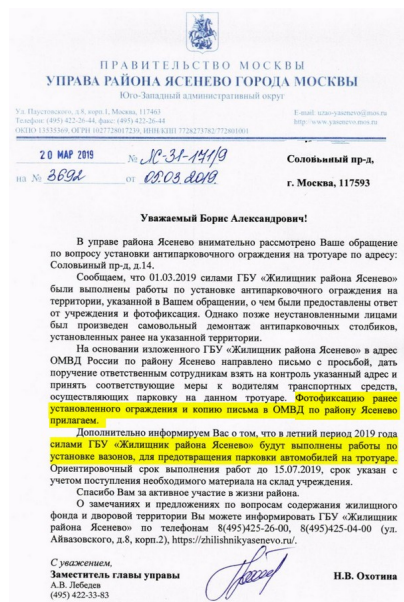 ПРАВИТЕЛЬСТВО МОСКВЫ
УПРАВА РАЙОНА ЯСЕНЕВО ГОРОДА МОСКВЫ
Юго-Западный административный округ
Ул. Паустовского, д.8, корп.1, Москва, 117463
Телефон: (495) 422-26-44, факс: (495) 422-26-44
ОКПО 13535369, ОГРН 1027728017239, ИНН/КПП 7728273782/772801001
E-mail: uzao-yasenevo@mos.ru
http://www.yasenevo.mos.ru
20 МАР 2019 № ЛС-31-171/9
на № 3692 от 05.03.2019
Соловьиный пр-д,
г. Москва, 117593
Уважаемый Борис Александрович!
В управе района Ясенево внимательно рассмотрено Ваше обращение
по вопросу установки антипарковочного ограждения на тротуаре по адресу:
Соловьиный пр-д, д.14.
Сообщаем, что 01.03.2019 силами ГБУ «Жилищник района Ясенево»
были выполнены работы по установке антипарковочного ограждения на
территории, указанной в Вашем обращении, о чем были предоставлены ответ
от учреждения и фотофиксация. Однако позже неустановленными лицами
был произведен самовольный демонтаж антипарковочных столбиков,
установленных ранее на указанной территории.
На основании изложенного ГБУ «Жилищник района Ясенево» в адрес
ОМВД России по району Ясенево направлено письмо с просьбой, дать
поручение ответственным сотрудникам взять на контроль указанный адрес и
принять соответствующие меры к водителям транспортных средств,
осуществляющих парковку на данном тротуаре. Фотофиксацию ранее
установленного ограждения и копию письма в ОМВД по району Ясенево
прилагаем.
Дополнительно информируем Вас о том, что в летний период 2019 года
силами ГБУ «Жилищник района Ясенево» будут выполнены работы по
установке вазонов, для предотвращения парковки автомобилей на тротуаре.
Ориентировочный срок выполнения работ до 15.07.2019, срок указан с
учетом поступления необходимого материала на склад учреждения.
Спасибо Вам за активное участие в жизни района.
О замечаниях и предложениях по вопросам содержания жилищного
фонда и дворовой территории Вы можете информировать ГБУ «Жилищник
района Ясенево» по телефонам 8(495)425-26-00, 8(495)425-04-00 (ул.
Айвазовского, д.8, корп.2), https://zhilishnikyasenevo.ru/.
С уважением,
Заместитель главы управы Н.В. Охотина
А.В. Лебедев
(495) 422-33-83